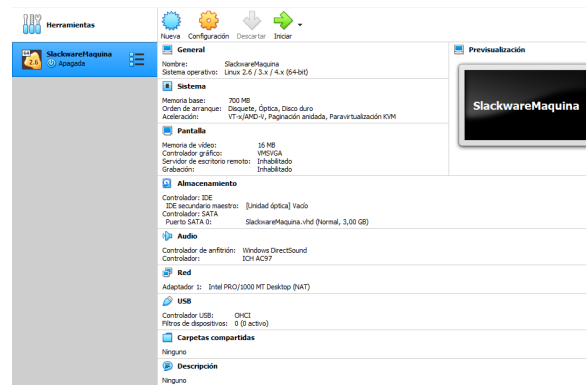 Herramientas
Nueva Configuración Descartar Iniciar
64
2.6
SlackwareMaquina
Apagada
General
Nombre: SlackwareMaquina
Sistema operativo: Linux 2.6 / 3.x / 4.x (64-bit)
Previsualización
SlackwareMaquina
Sistema
Memoria base: 700 MB
Orden de arranque: Disquete, Óptica, Disco duro
Aceleración: VT-x/AMD-V, Paginación anidada, Paravirtualización KVM
Pantalla
Memoria de vídeo: 16 MB
Controlador gráfico: VMSVGA
Servidor de escritorio remoto: Inhabilitado
Grabación: Inhabilitado
Almacenamiento
Controlador: IDE
IDE secundario maestro: [Unidad óptica] Vacío
Controlador: SATA
Puerto SATA 0: SlackwareMaquina.vhd (Normal, 3,00 GB)
Audio
Controlador de anfitrión: Windows DirectSound
Controlador: ICH AC97
Red
Adaptador 1: Intel PRO/1000 MT Desktop (NAT)
USB
Controlador USB: OHCI
Filtros de dispositivos: 0 (0 activo)
Carpetas compartidas
Ninguno
Descripción
Ninguno